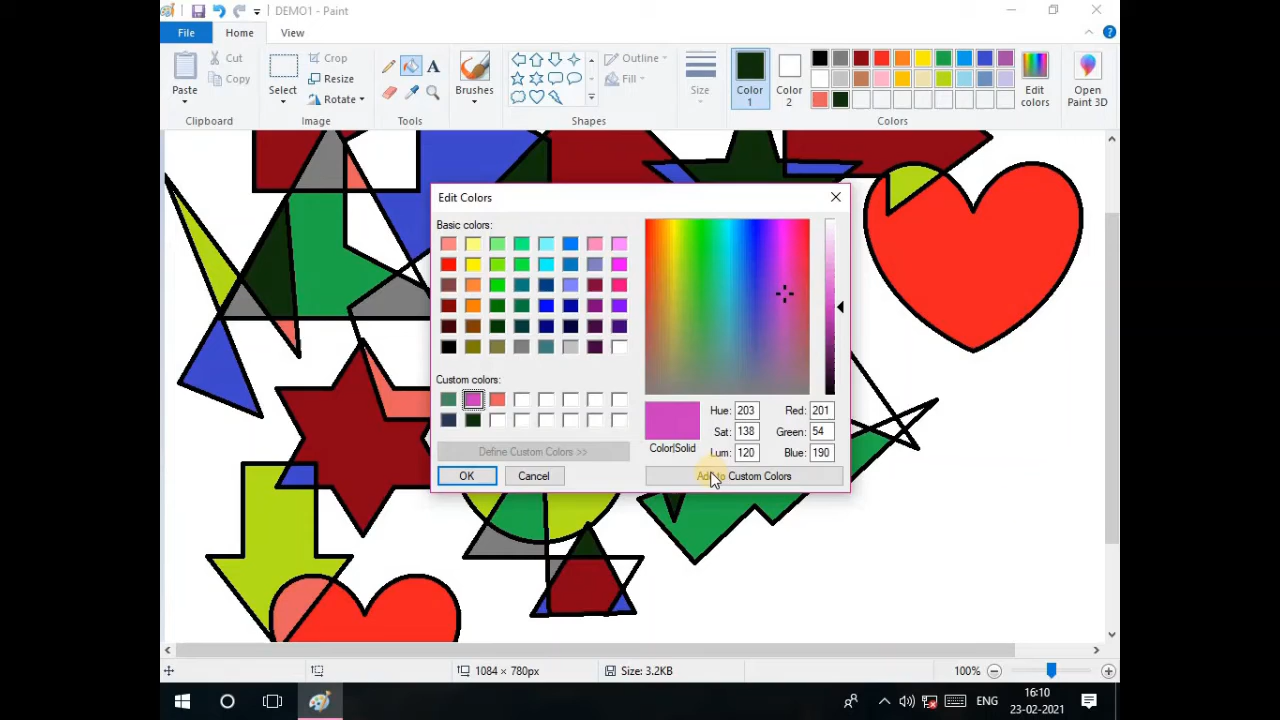 DEMO1 - Paint
File
Home
View
Paste
Cut
Copy
Clipboard
Select
Crop
Resize
Rotate
Image
A
Tools
Brushes
Shapes
Outline
Fill
Size
Color
1
Color
2
Edit
colors
Open
Paint 3D
Colors
Edit Colors
Basic colors:
Custom colors:
Define Custom Colors >>
OK
Cancel
Color|Solid
Hue: 203
Sat: 138
Lum: 120
Red: 201
Green: 54
Blue: 190
Add to Custom Colors
1084 × 780px
Size: 3.2KB
100%
ENG
16:10
23-02-2021